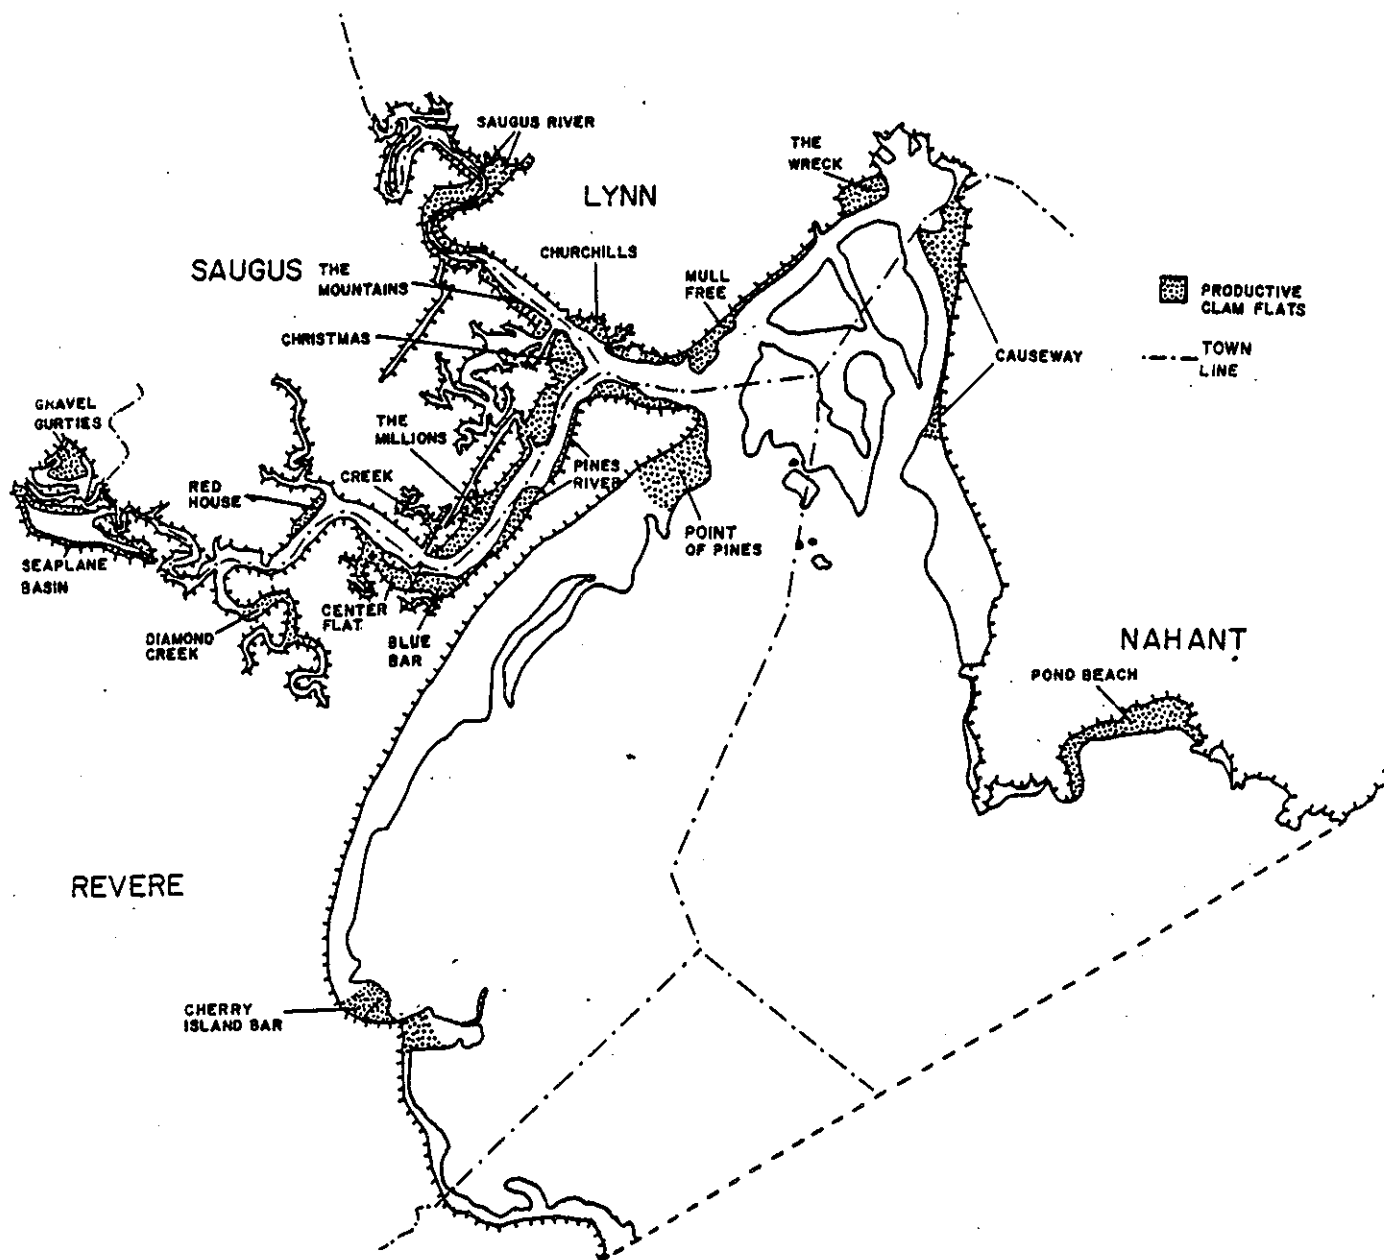 SAUGUS RIVER
THE
WRECK
LYNN
CHURCHILLS
SAUGUS
THE
MOUNTAINS
MULL
FREE
PRODUCTIVE
CLAM FLATS
CHRISTMAS
TOWN
LINE
CAUSEWAY
GRAVEL
GURTIES
THE
MILLIONS
RED
HOUSE
CREEK
PINES
RIVER
POINT
OF PINES
SEAPLANE
BASIN
CENTER
FLAT
DIAMOND
CREEK
BLUE
BAR
NAHANT
POND BEACH
REVERE
CHERRY
ISLAND BAR